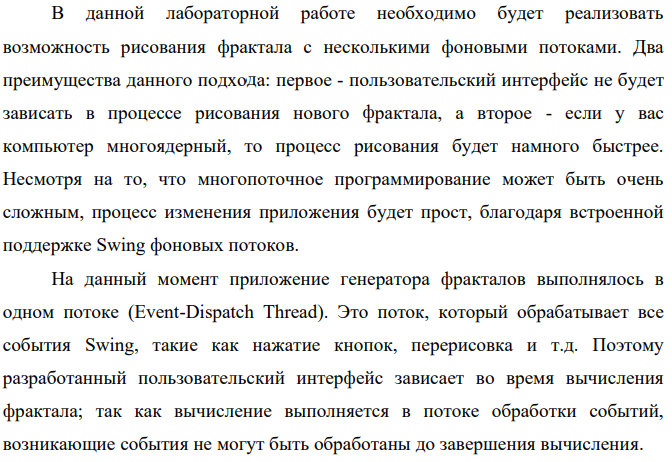 В данной лабораторной работе необходимо будет реализовать
возможность рисования фрактала с несколькими фоновыми потоками. Два
преимущества данного подхода: первое - пользовательский интерфейс не будет
зависать в процессе рисования нового фрактала, а второе - если у вас
компьютер многоядерный, то процесс рисования будет намного быстрее.
Несмотря на то, что многопоточное программирование может быть очень
сложным, процесс изменения приложения будет прост, благодаря встроенной
поддержке Swing фоновых потоков.
На данный момент приложение генератора фракталов выполнялось в
одном потоке (Event-Dispatch Thread). Это поток, который обрабатывает все
события Swing, такие как нажатие кнопок, перерисовка и т.д. Поэтому
разработанный пользовательский интерфейс зависает во время вычисления
фрактала; так как вычисление выполняется в потоке обработки событий,
возникающие события не могут быть обработаны до завершения вычисления.